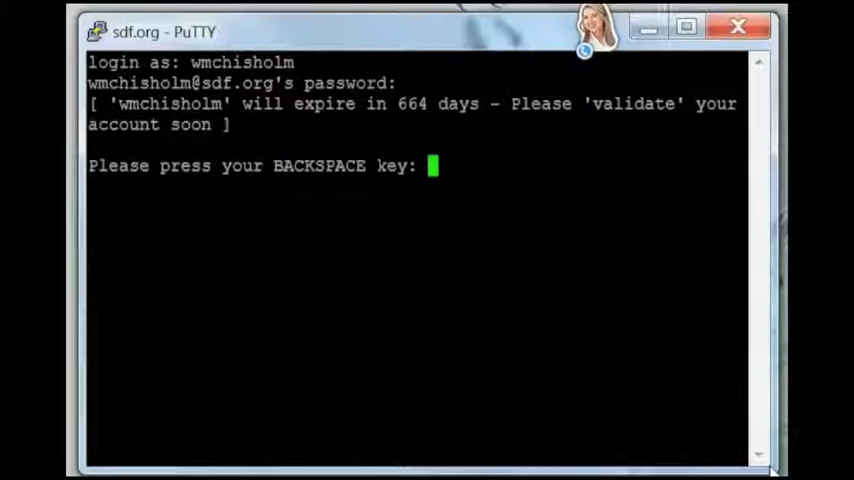 sdf.org - PuTTY
login as: wmchisholm
wmchisholm@sdf.org's password:
[ 'wmchisholm' will expire in 664 days - Please 'validate' your
account soon ]
Please press your BACKSPACE key: